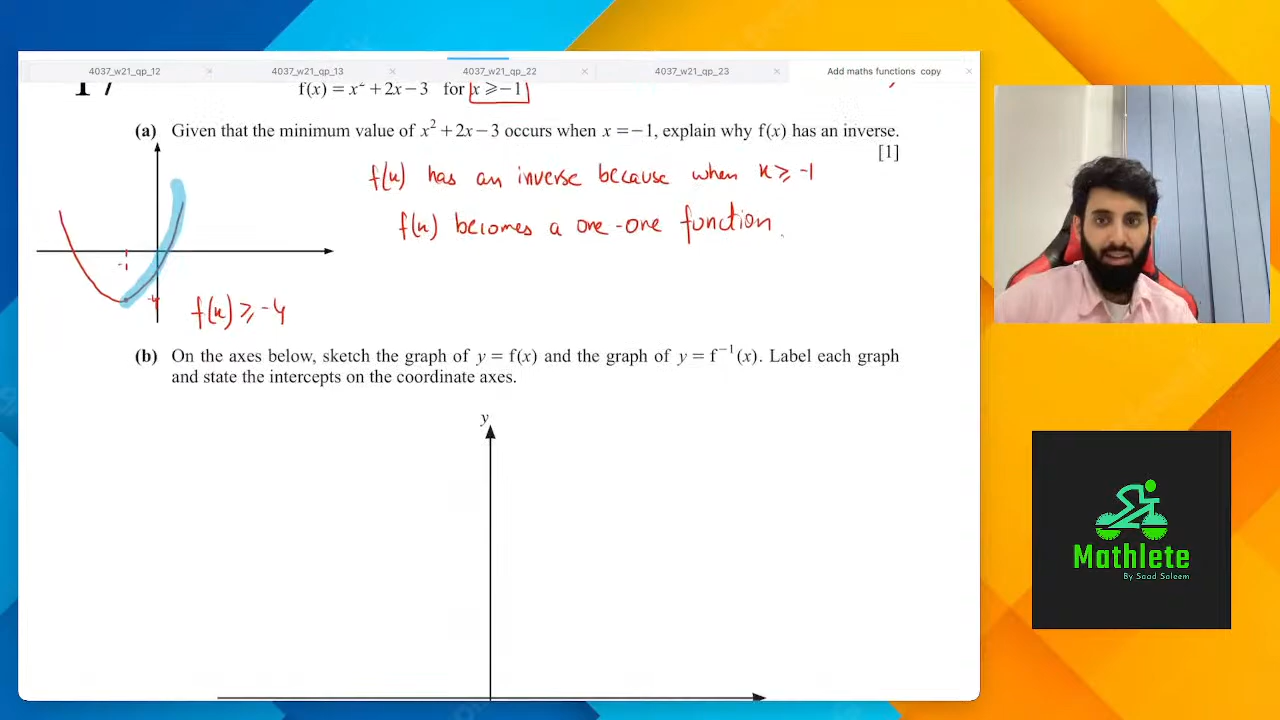 4037_w21_qp_12 × 4037_w21_qp_13 × 4037_w21_qp_22 × 4037_w21_qp_23 × Add maths functions copy ×
f(x) = x² + 2x − 3 for x ⩾ −1
(a) Given that the minimum value of x² + 2x − 3 occurs when x = −1, explain why f(x) has an inverse.
[1]
f(x) has an inverse because when x ⩾ -1
f(x) becomes a one-one function.
-1
-4
f(x) ⩾ -4
(b) On the axes below, sketch the graph of y = f(x) and the graph of y = f⁻¹(x). Label each graph
and state the intercepts on the coordinate axes.
y
Mathlete
By Saad Saleem